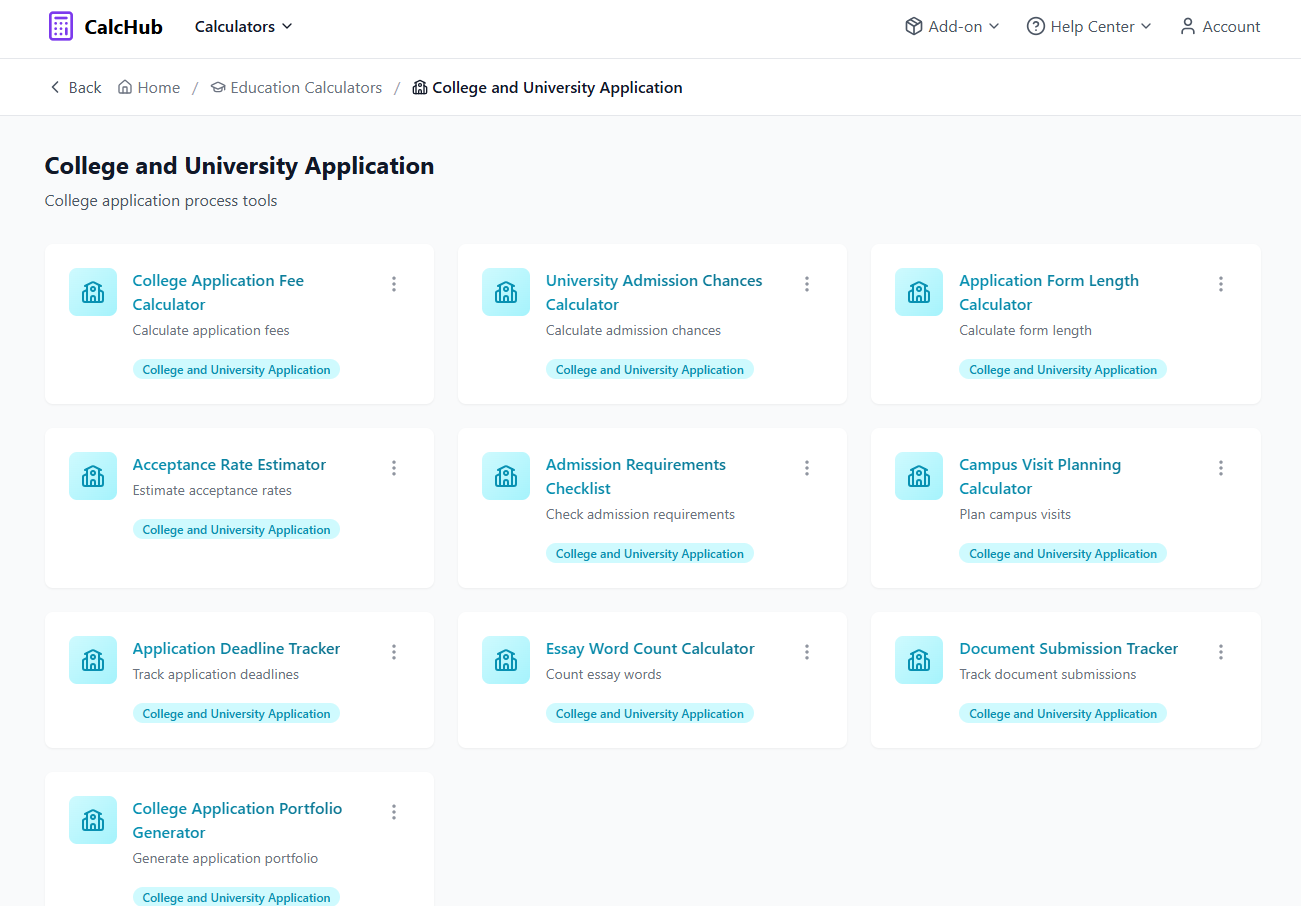 CalcHub Calculators Add-on Help Center Account
Back Home / Education Calculators / College and University Application
College and University Application
College application process tools
College Application Fee
Calculator
Calculate application fees
College and University Application
University Admission Chances
Calculator
Calculate admission chances
College and University Application
Application Form Length
Calculator
Calculate form length
College and University Application
Acceptance Rate Estimator
Estimate acceptance rates
College and University Application
Admission Requirements
Checklist
Check admission requirements
College and University Application
Campus Visit Planning
Calculator
Plan campus visits
College and University Application
Application Deadline Tracker
Track application deadlines
College and University Application
Essay Word Count Calculator
Count essay words
College and University Application
Document Submission Tracker
Track document submissions
College and University Application
College Application Portfolio
Generator
Generate application portfolio
College and University Application